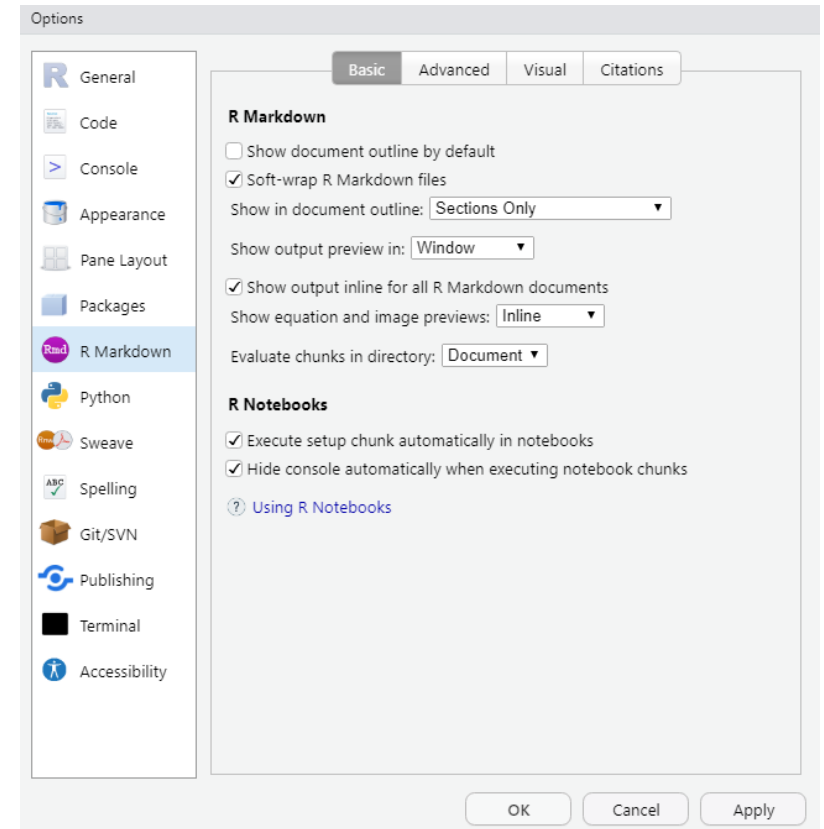 Options
General
Code
Console
Appearance
Pane Layout
Packages
Rmd R Markdown
Python
Sweave
ABC Spelling
Git/SVN
Publishing
Terminal
Accessibility
Basic Advanced Visual Citations
R Markdown
Show document outline by default
Soft-wrap R Markdown files
Show in document outline: Sections Only
Show output preview in: Window
Show output inline for all R Markdown documents
Show equation and image previews: Inline
Evaluate chunks in directory: Document
R Notebooks
Execute setup chunk automatically in notebooks
Hide console automatically when executing notebook chunks
? Using R Notebooks
OK Cancel Apply